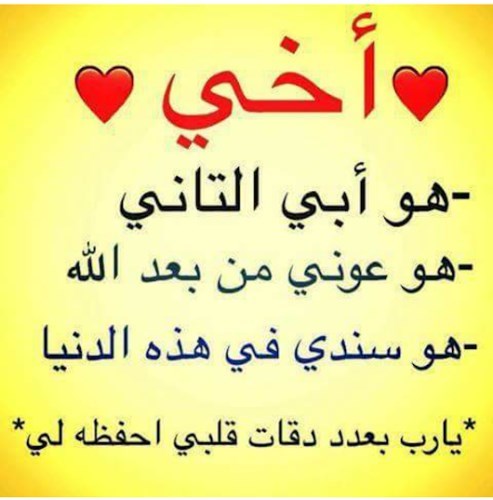 ❤أخي❤
-هو أبي التاني
-هو عوني من بعد الله
-هو سندي في هذه الدنيا
*يارب بعدد دقات قلبي احفظه لي*